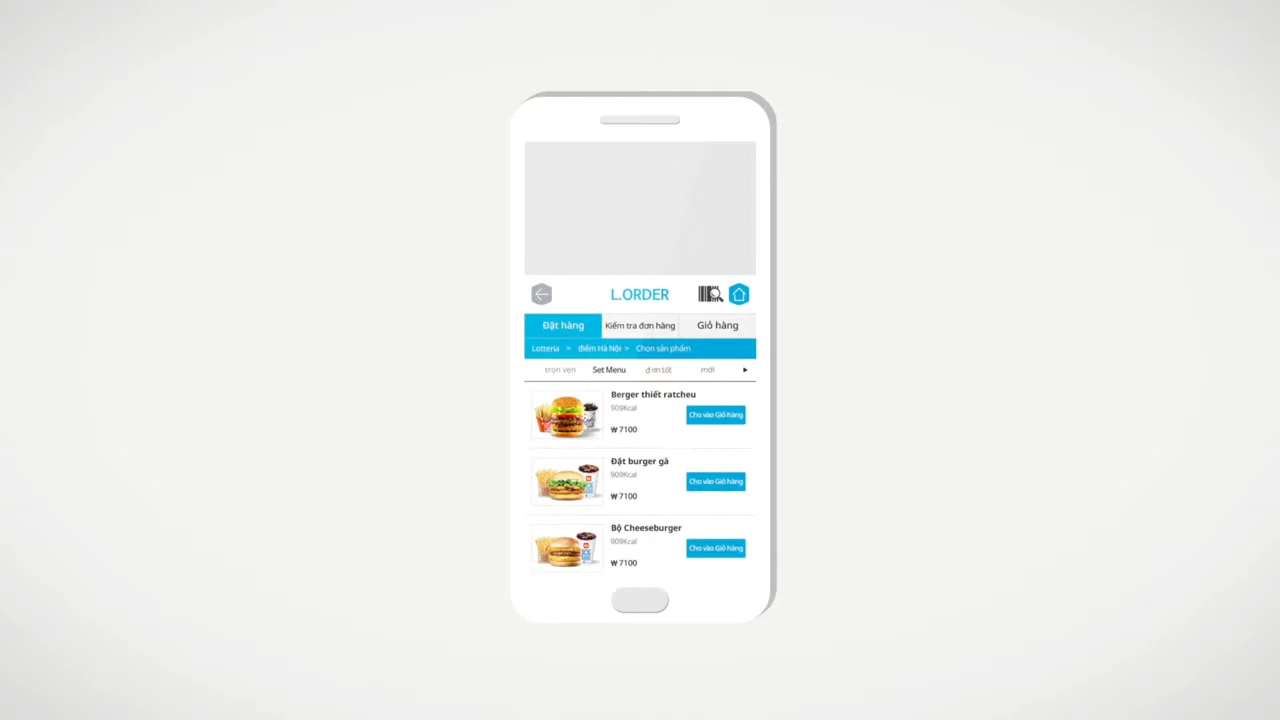 L.ORDER
Đặt hàng Kiểm tra đơn hàng Giỏ hàng
Lotteria > điểm Hà Nội > Chọn sản phẩm
trọn vẹn Set Menu đơn tốt mới
Berger thiết ratcheu
909Kcal
Cho vào Giỏ hàng
₩ 7100
Đặt burger gà
909Kcal
Cho vào Giỏ hàng
₩ 7100
Bộ Cheeseburger
909Kcal
Cho vào Giỏ hàng
₩ 7100